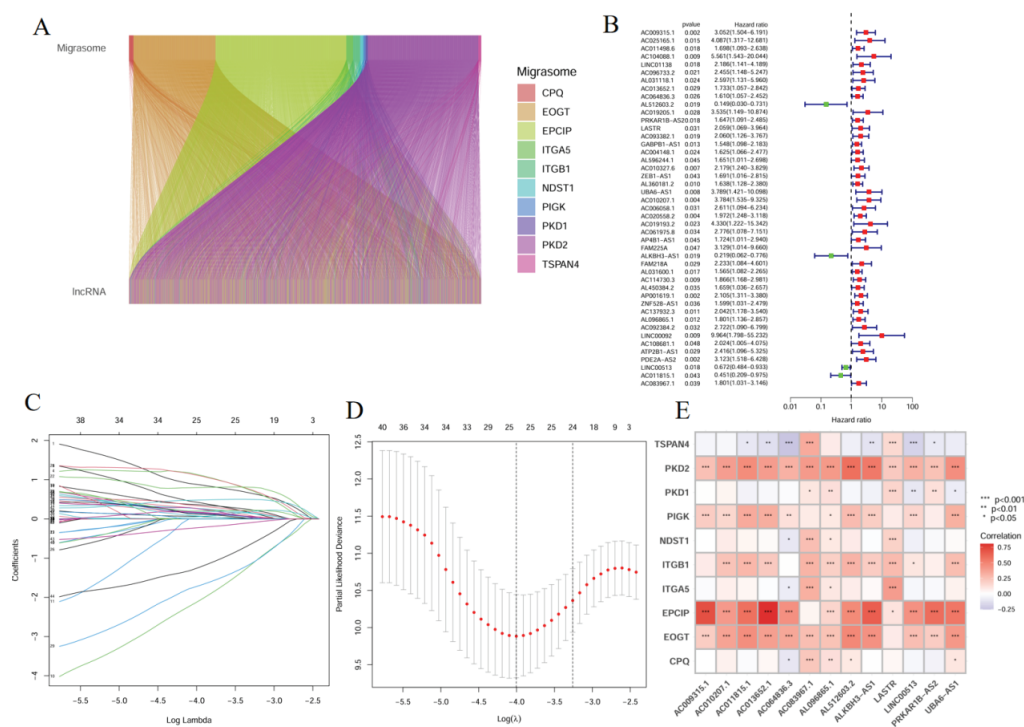 A
Migrasome
lncRNA
Migrasome
CPQ
EOGT
EPCIP
ITGA5
ITGB1
NDST1
PIGK
PKD1
PKD2
TSPAN4
B
pvalue Hazard ratio
AC009315.1 0.002 3.052(1.504-6.191)
AC025165.1 0.015 4.087(1.317-12.681)
AC011498.6 0.018 1.698(1.093-2.638)
AC104088.1 0.009 5.561(1.543-20.044)
LINC01138 0.018 2.186(1.141-4.189)
AC096733.2 0.021 2.455(1.148-5.247)
AL031118.1 0.024 2.597(1.131-5.960)
AC013652.1 0.029 1.733(1.057-2.842)
AC064836.3 0.026 1.610(1.057-2.452)
AL512603.2 0.019 0.149(0.030-0.731)
AC019205.1 0.028 3.535(1.149-10.874)
PRKAR1B-AS2 0.018 1.647(1.091-2.485)
LASTR 0.031 2.059(1.069-3.964)
AC093382.1 0.019 2.060(1.126-3.767)
GABPB1-AS1 0.013 1.548(1.098-2.183)
AC004148.1 0.024 1.625(1.066-2.477)
AL596244.1 0.045 1.651(1.011-2.698)
AC010327.6 0.007 2.179(1.240-3.829)
ZEB1-AS1 0.043 1.691(1.016-2.815)
AL360181.2 0.010 1.638(1.128-2.380)
UBA6-AS1 0.008 3.789(1.421-10.098)
AC010207.1 0.004 3.784(1.535-9.325)
AC006058.1 0.031 2.611(1.094-6.234)
AC020558.2 0.004 1.972(1.248-3.118)
AC019193.2 0.023 4.330(1.222-15.342)
AC061975.8 0.034 2.776(1.078-7.151)
AP4B1-AS1 0.045 1.724(1.011-2.940)
FAM225A 0.047 3.129(1.014-9.660)
ALKBH3-AS1 0.019 0.219(0.062-0.776)
FAM218A 0.029 2.233(1.084-4.601)
AL031600.1 0.017 1.565(1.082-2.265)
AC114730.3 0.009 1.866(1.168-2.981)
AL450384.2 0.035 1.659(1.036-2.657)
AP001619.1 0.002 2.105(1.311-3.380)
ZNF528-AS1 0.036 1.599(1.031-2.479)
AC137932.3 0.011 2.042(1.178-3.540)
AL096865.1 0.012 1.801(1.136-2.857)
AC092384.2 0.032 2.722(1.090-6.799)
LINC00092 0.009 9.964(1.798-55.232)
AC108681.1 0.048 2.024(1.005-4.075)
ATP2B1-AS1 0.029 2.416(1.096-5.325)
PDE2A-AS2 0.002 3.123(1.518-6.428)
LINC00513 0.018 0.672(0.484-0.933)
AC011815.1 0.043 0.451(0.209-0.975)
AC083967.1 0.039 1.801(1.031-3.146)
0.01 0.1 1 10 100
Hazard ratio
C
38 34 34 25 25 19 3
2
1
0
-1
-2
-3
-4
Coefficients
-5.5 -5.0 -4.5 -4.0 -3.5 -3.0 -2.5
Log Lambda
D
40 36 34 34 34 33 29 25 25 24 18 9 3
12.5
12.0
11.5
11.0
10.5
10.0
9.5
Partial Likelihood Deviance
-5.5 -5.0 -4.5 -4.0 -3.5 -3.0 -2.5
Log(λ)
E
TSPAN4
PKD2
PKD1
PIGK
NDST1
ITGB1
ITGA5
EPCIP
EOGT
CPQ
AC009315.1
AC010207.1
AC011815.1
AC013652.1
AC064836.3
AC083967.1
AL096865.1
AL512603.2
ALKBH3-AS1
LASTR
LINC00513
PRKAR1B-AS2
UBA6-AS1
*** p<0.001
** p<0.01
* p<0.05
Correlation
0.75
0.50
0.25
0.00
-0.25